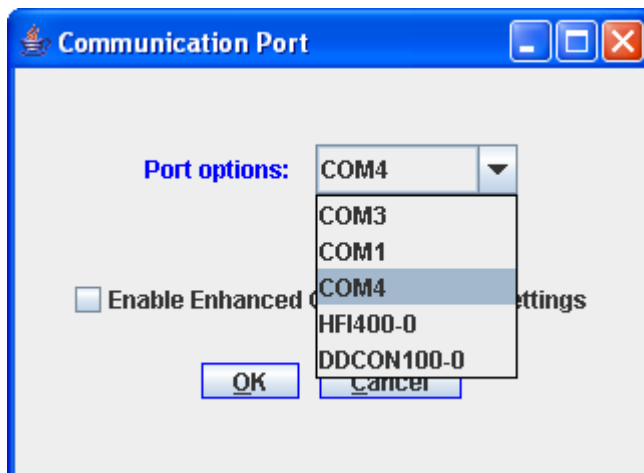 Communication Port
Port options: COM4
COM3
COM1
COM4
Enable Enhanced ettings
HFI400-0
DDCON100-0
OK Cancel